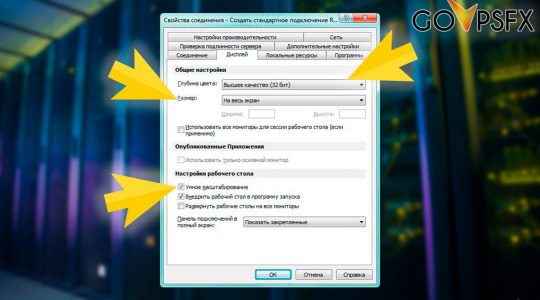 GOVPSFX
Свойства соединения - Создать стандартное подключение R...
Настройки производительности
Сеть
Проверка подлинности сервера
Дополнительные настройки
Соединение
Дисплей
Локальные ресурсы
Программы
Общие настройки
Глубина цвета:
Высшее качество (32 бит)
Размер:
На весь экран
Ширина:
Высота:
Использовать все мониторы для сессии рабочего стола (если
применимо)
Опубликованные Приложения
Использовать только основной монитор
Настройки рабочего стола
Умное масштабирование
Внедрить рабочий стол в программу запуска
Развернуть рабочие столы на все мониторы
Панель подключений в
полный экран:
Показать закрепленные
OK
Отмена
Справка